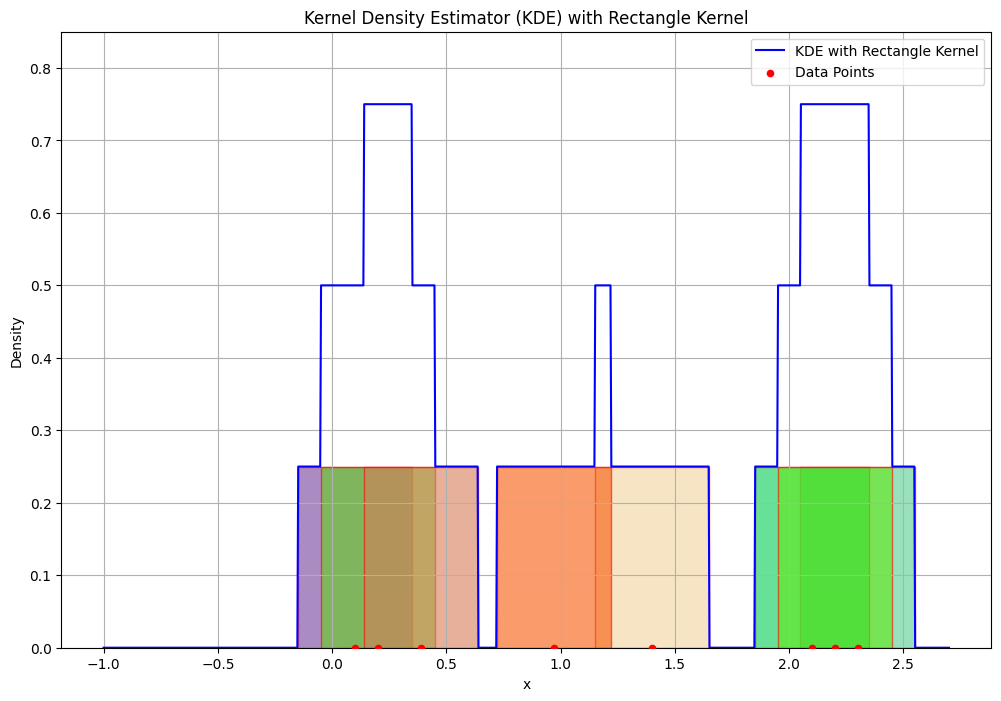 Kernel Density Estimator (KDE) with Rectangle Kernel
KDE with Rectangle Kernel
Data Points
0.8
0.7
0.6
0.5
0.4
0.3
0.2
0.1
0.0
Density
−1.0 −0.5 0.0 0.5 1.0 1.5 2.0 2.5
x